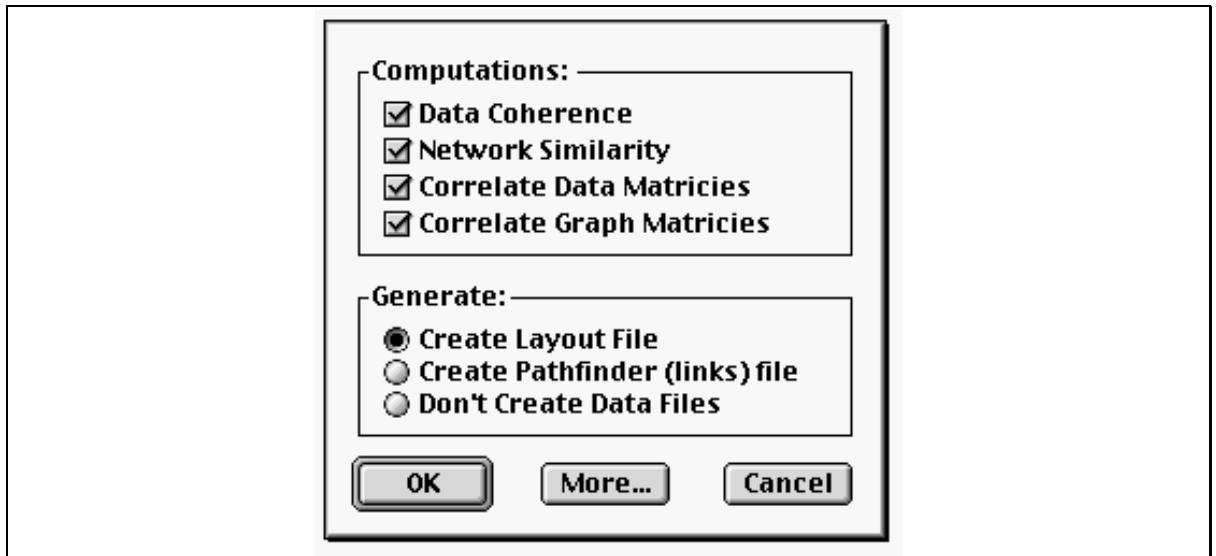 Computations:
Data Coherence
Network Similarity
Correlate Data Matricies
Correlate Graph Matricies
Generate:
Create Layout File
Create Pathfinder (links) file
Don't Create Data Files
OK More... Cancel